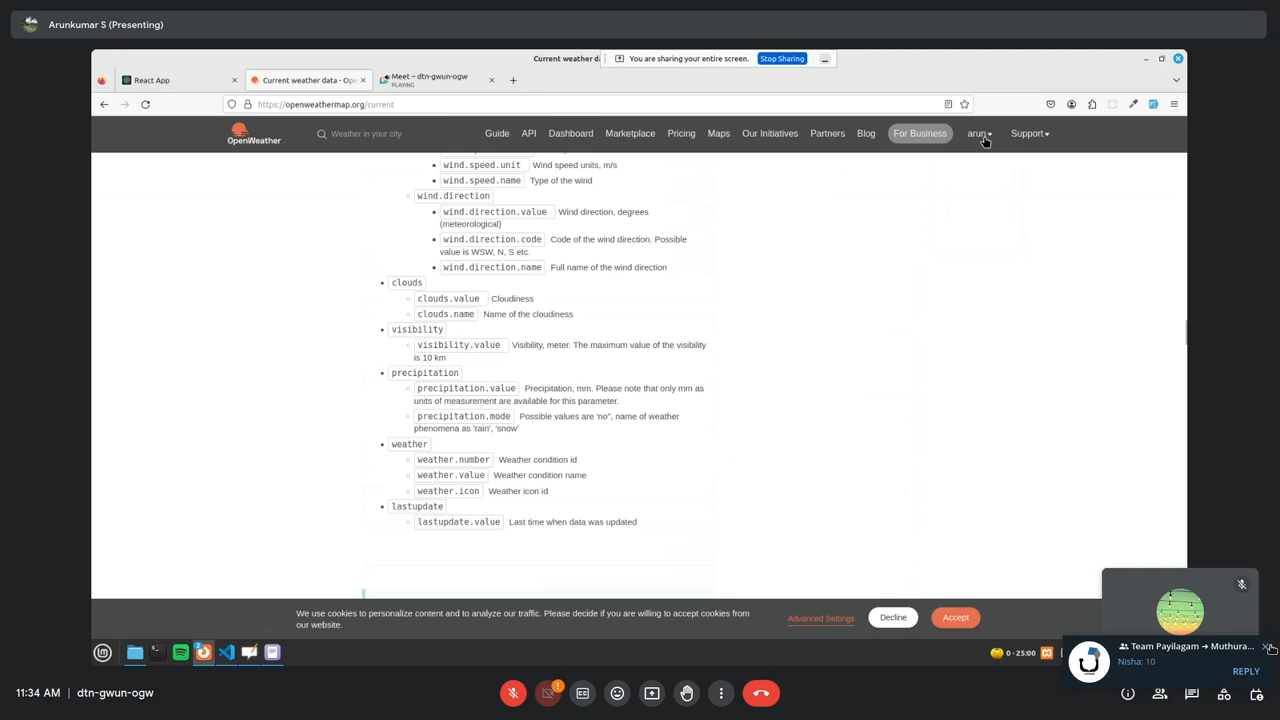 Arunkumar S (Presenting)
Current weather da
You are sharing your entire screen.
Stop Sharing
React App
Current weather data - Ope
Meet – dtn-gwun-ogw
PLAYING
https://openweathermap.org/current
OpenWeather
Weather in your city
Guide
API
Dashboard
Marketplace
Pricing
Maps
Our Initiatives
Partners
Blog
For Business
arun
Support
wind.speed.unit Wind speed units, m/s
wind.speed.name Type of the wind
wind.direction
wind.direction.value Wind direction, degrees
(meteorological)
wind.direction.code Code of the wind direction. Possible
value is WSW, N, S etc.
wind.direction.name Full name of the wind direction
clouds
clouds.value Cloudiness
clouds.name Name of the cloudiness
visibility
visibility.value Visibility, meter. The maximum value of the visibility
is 10 km
precipitation
precipitation.value Precipitation, mm. Please note that only mm as
units of measurement are available for this parameter.
precipitation.mode Possible values are 'no", name of weather
phenomena as 'rain', 'snow'
weather
weather.number Weather condition id
weather.value Weather condition name
weather.icon Weather icon id
lastupdate
lastupdate.value Last time when data was updated
We use cookies to personalize content and to analyze our traffic. Please decide if you are willing to accept cookies from
our website.
Advanced Settings
Decline
Accept
0 - 25:00
Team Payilagam ➔ Muthura...
Nisha: 10
REPLY
11:34 AM | dtn-gwun-ogw